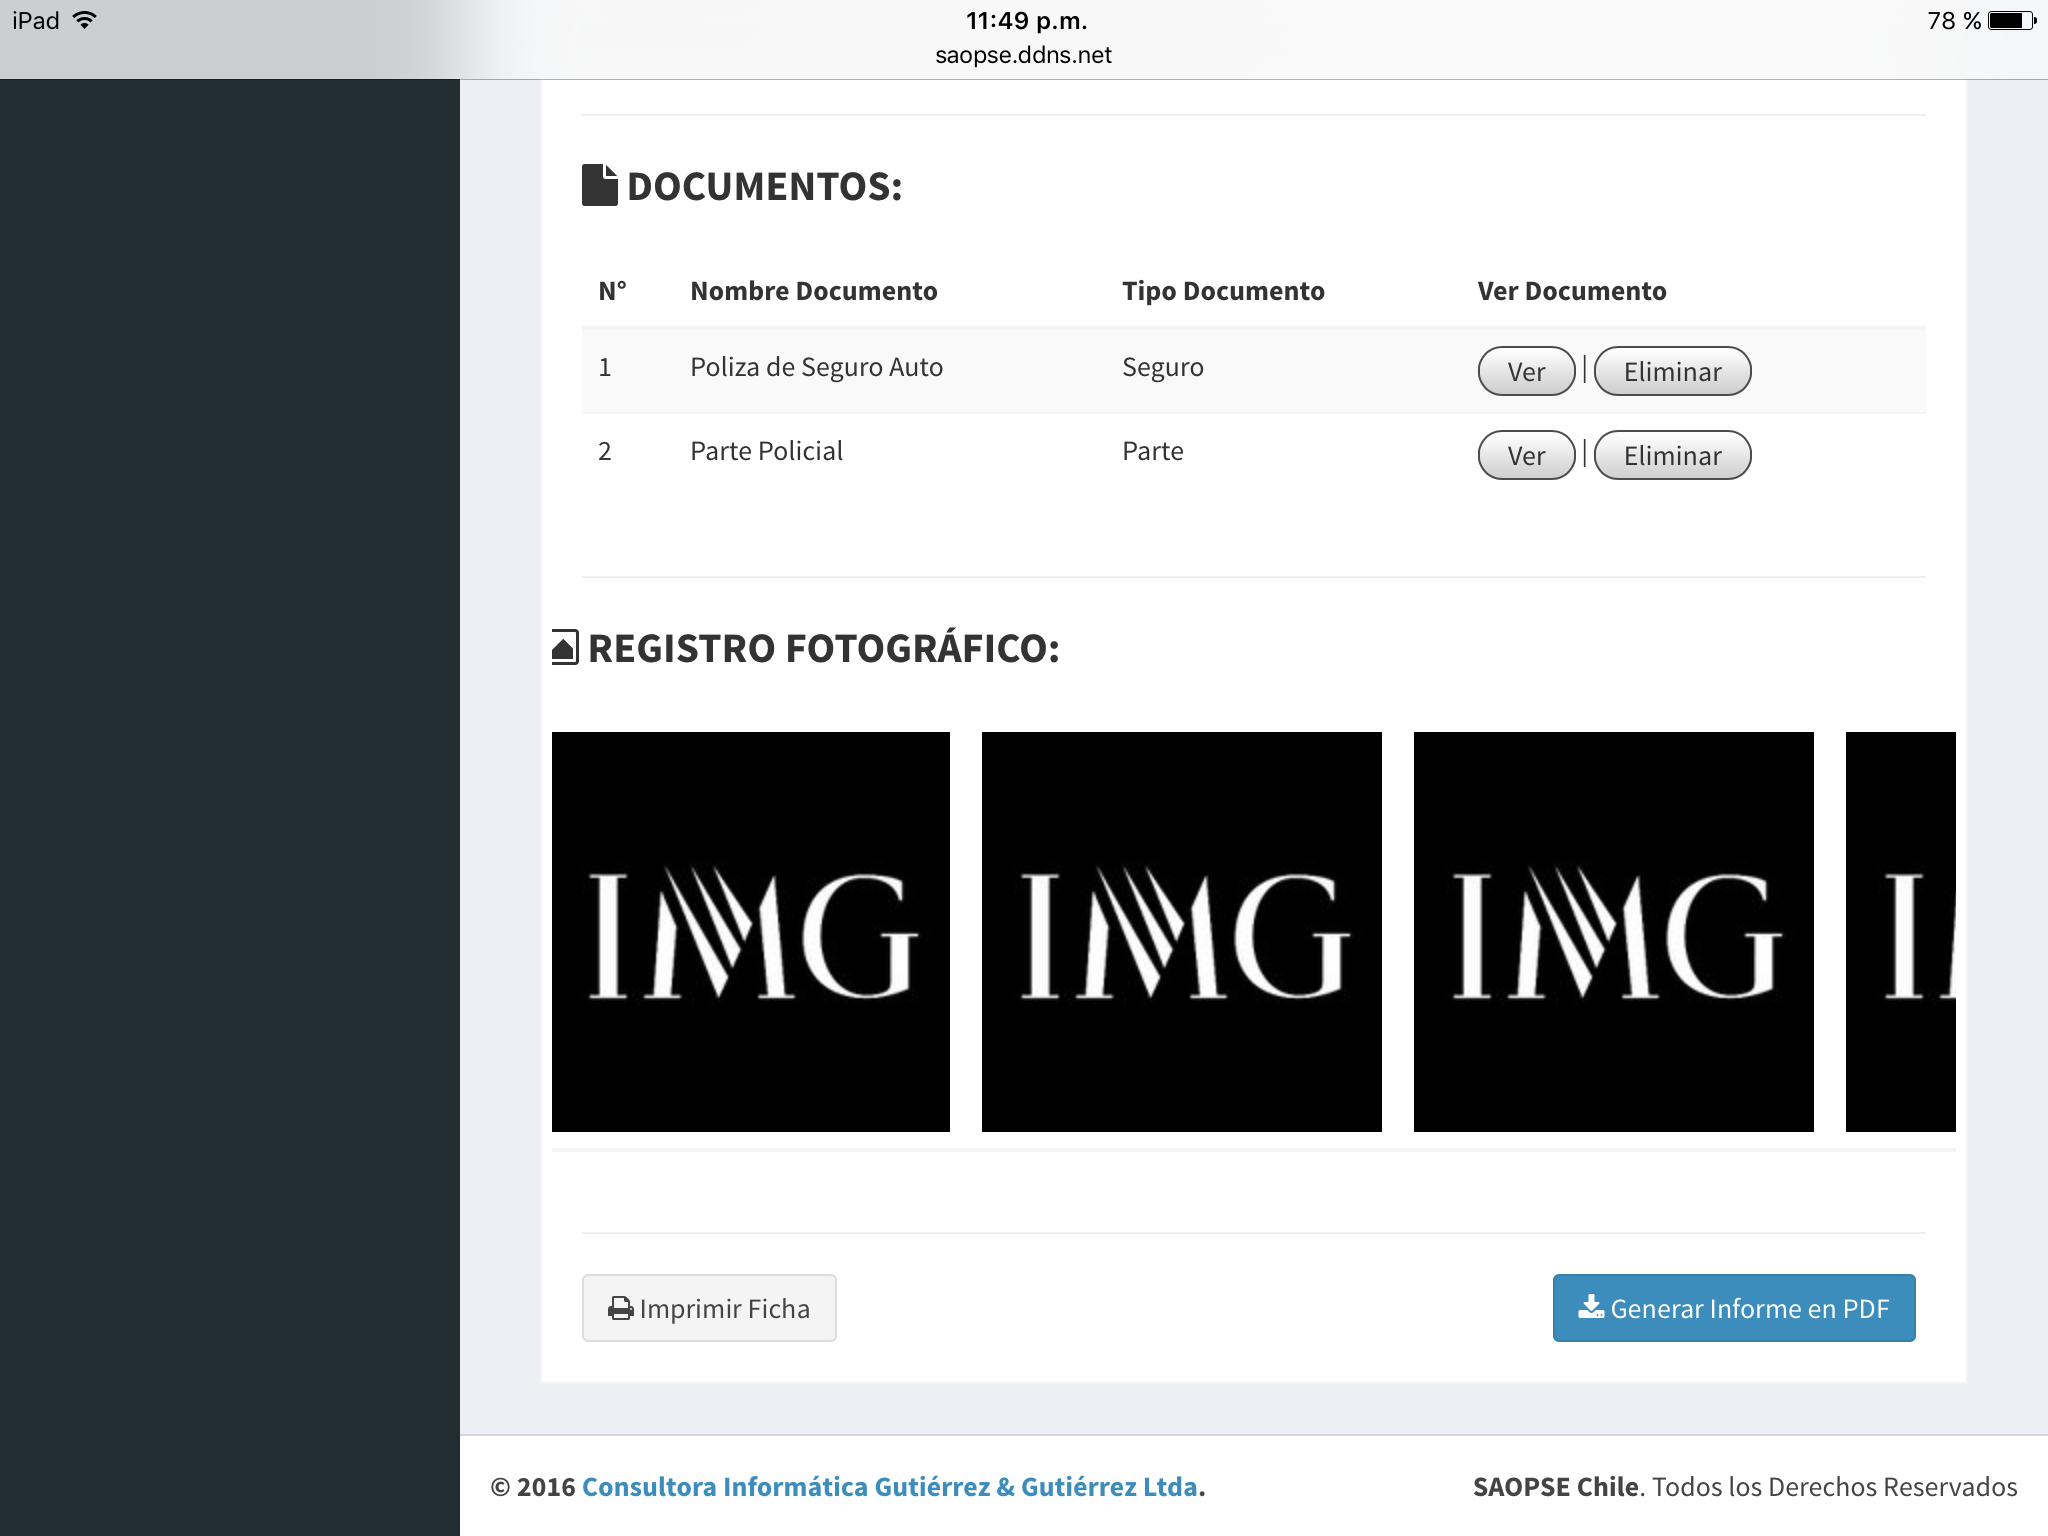 iPad
11:49 p.m.
78 %
saopse.ddns.net
DOCUMENTOS:
N° Nombre Documento Tipo Documento Ver Documento
1 Poliza de Seguro Auto Seguro Ver | Eliminar
2 Parte Policial Parte Ver | Eliminar
REGISTRO FOTOGRÁFICO:
IMG IMG IMG I
Imprimir Ficha
Generar Informe en PDF
© 2016 Consultora Informática Gutiérrez & Gutiérrez Ltda.
SAOPSE Chile. Todos los Derechos Reservados